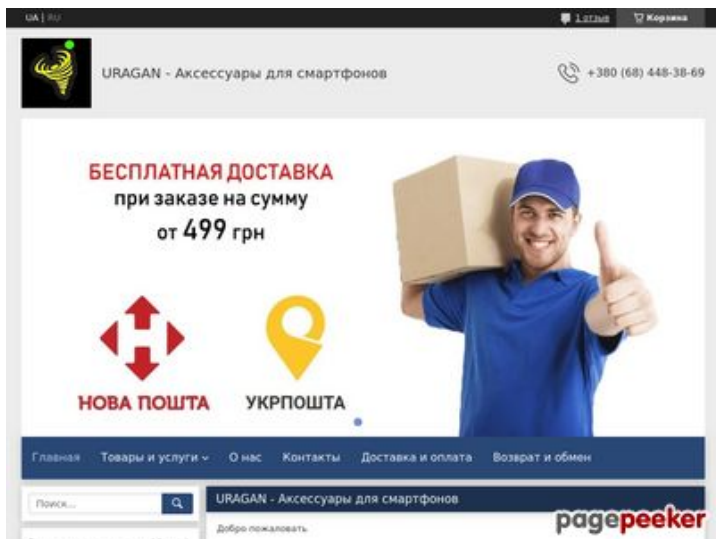 UA | RU
1 отзыв
Корзина
URAGAN - Аксессуары для смартфонов
+380 (68) 448-38-69
БЕСПЛАТНАЯ ДОСТАВКА
при заказе на сумму
от 499 грн
НОВА ПОШТА
УКРПОШТА
Главная Товары и услуги О нас Контакты Доставка и оплата Возврат и обмен
Поиск...
URAGAN - Аксессуары для смартфонов
Добро пожаловать
pagepeeker